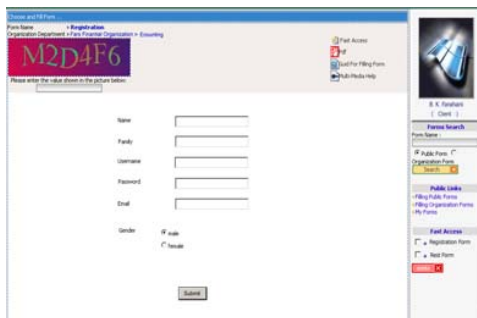 Choose and Fill Form ...
Form Name • Registration
Organization Department • Fars Finantial Organization > Ecounting
M2D4F6
Please enter the value shown in the picture below:
Fast Access
Pdf
Guid For Filling Form
Multi Media Help
Name
Family
Username
Password
Email
Gender
male
female
Submit
B. K. Farahani
( Client )
Forms Search
Form Name :
Public Form
Organization Form
Search
Public Links
Filling Public Forms
Filling Organization Forms
My Forms
Fast Access
Registration Form
Rest Form